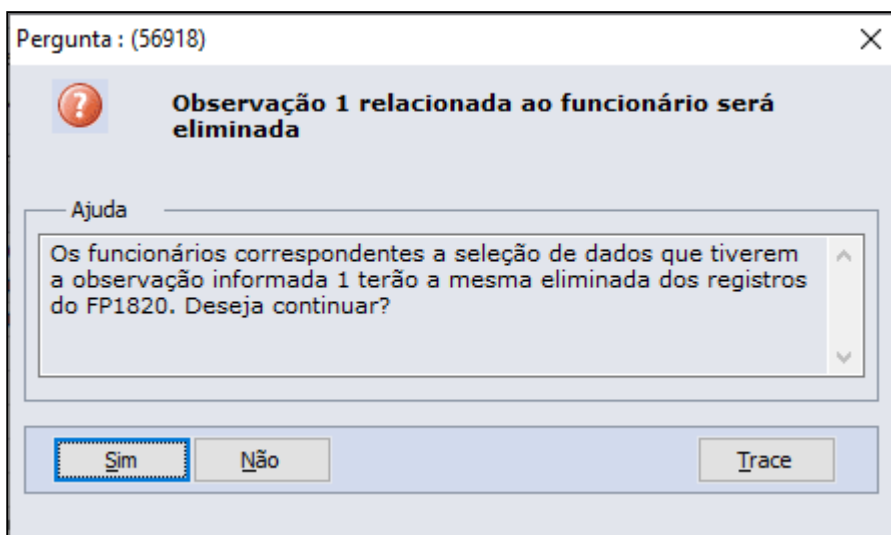 Pergunta : (56918)
Observação 1 relacionada ao funcionário será
eliminada
Ajuda
Os funcionários correspondentes a seleção de dados que tiverem
a observação informada 1 terão a mesma eliminada dos registros
do FP1820. Deseja continuar?
Sim Não Trace